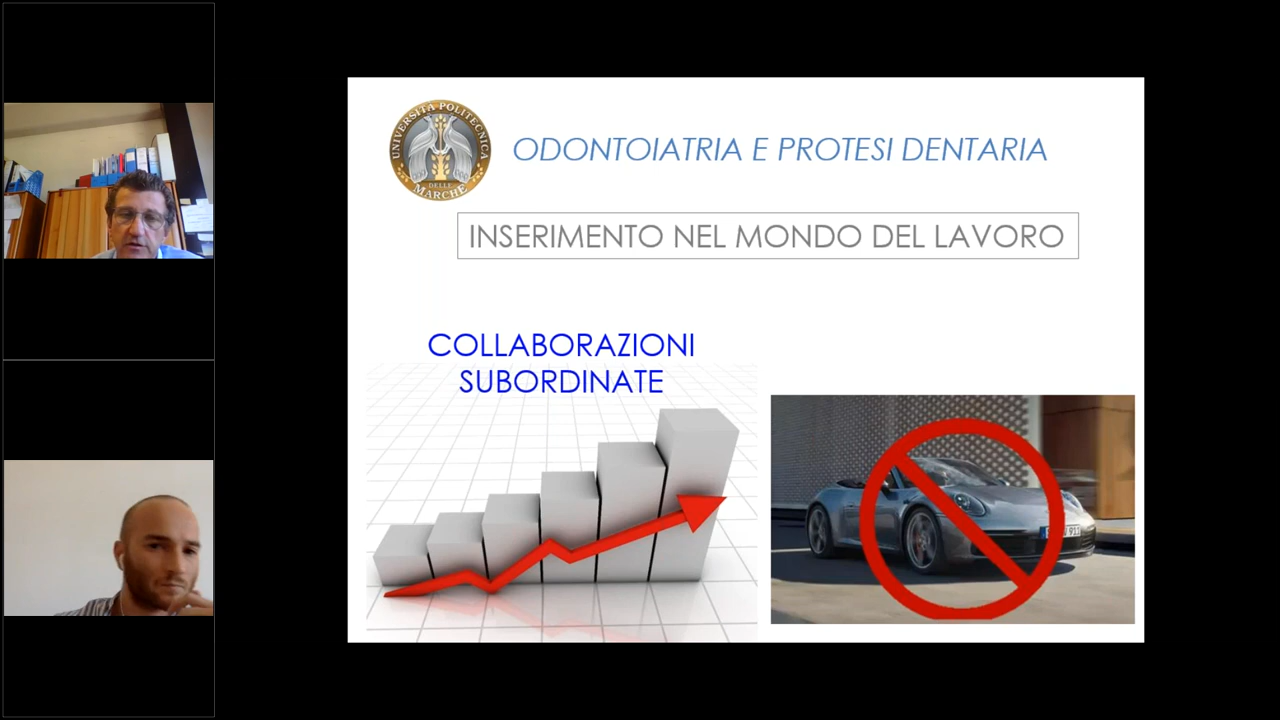 UNIVERSITÀ POLITECNICA
DELLE
MARCHE
ODONTOIATRIA E PROTESI DENTARIA
INSERIMENTO NEL MONDO DEL LAVORO
COLLABORAZIONI
SUBORDINATE